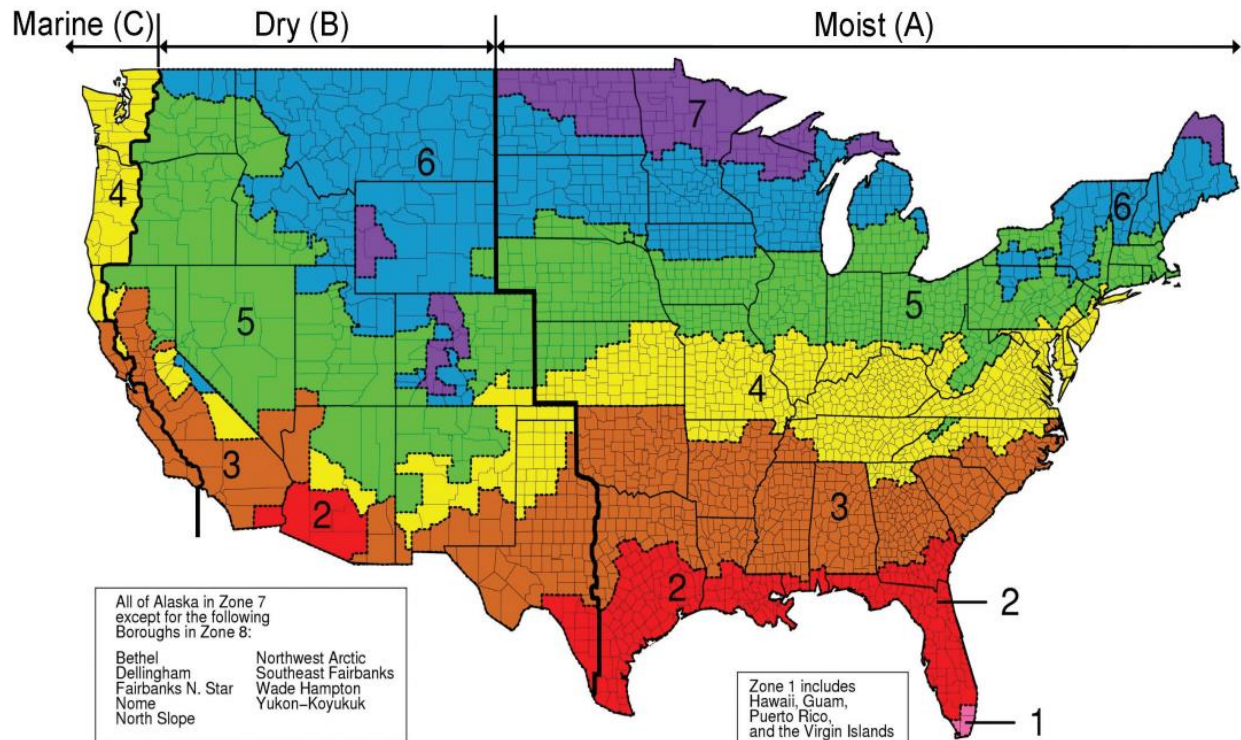 Marine (C) Dry (B) Moist (A)
7
6
4
6
5
5
4
3
3
2
2
2
1
All of Alaska in Zone 7
except for the following
Boroughs in Zone 8:
Bethel Northwest Arctic
Dellingham Southeast Fairbanks
Fairbanks N. Star Wade Hampton
Nome Yukon-Koyukuk
North Slope
Zone 1 includes
Hawaii, Guam,
Puerto Rico,
and the Virgin Islands